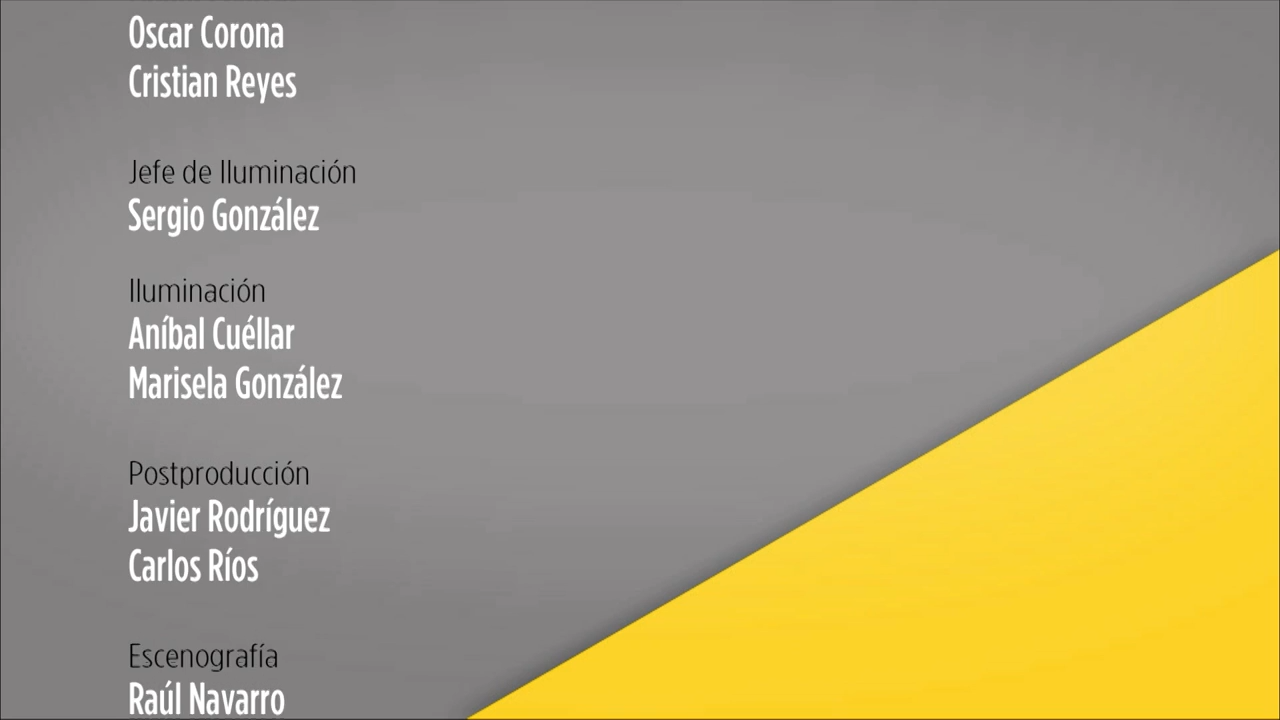 Oscar Corona
Cristian Reyes
Jefe de Iluminación
Sergio González
Iluminación
Aníbal Cuéllar
Marisela González
Postproducción
Javier Rodríguez
Carlos Ríos
Escenografía
Raúl Navarro